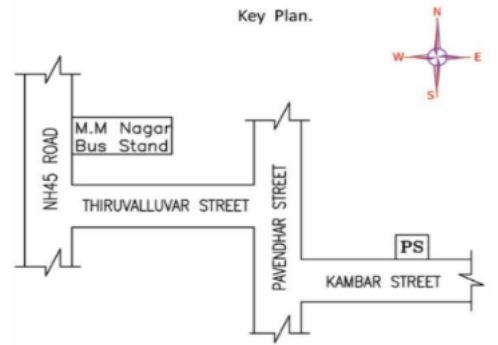 Key Plan.
N
W
E
S
M.M Nagar
Bus Stand
NH45 ROAD
THIRUVALLUVAR STREET
PAVENDHAR STREET
PS
KAMBAR STREET